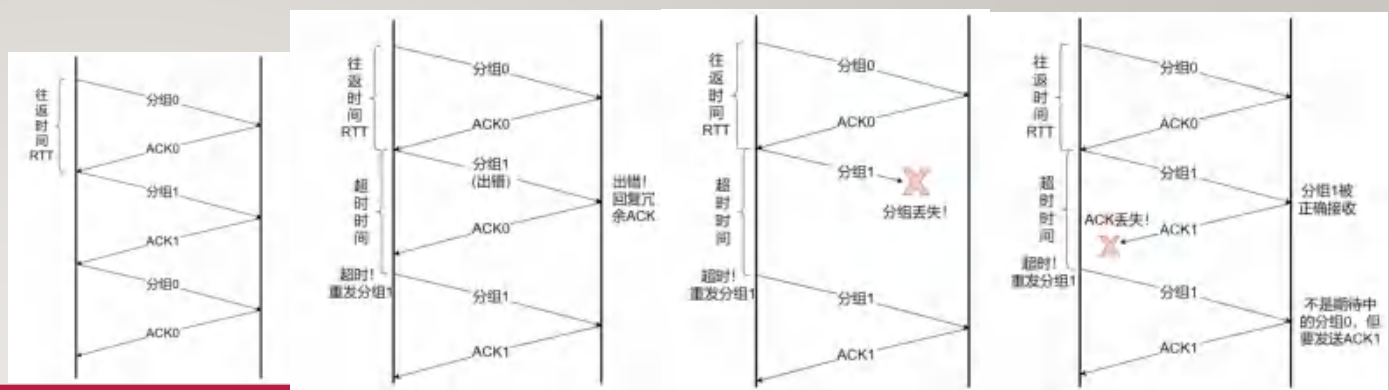 往
返
时
间
RTT
分组0
ACK0
分组1
ACK1
分组0
ACK0
往
返
时
间
RTT
分组0
ACK0
分组1
(出错)
出错!
回复冗
余ACK
超
时
时
间
ACK0
超时!
重发分组1
分组1
ACK1
往
返
时
间
RTT
分组0
ACK0
分组1
分组丢失!
超
时
时
间
超时!
重发分组1
分组1
ACK1
往
返
时
间
RTT
分组0
ACK0
分组1
分组1被
正确接收
超
时
时
间
ACK丢失!
ACK1
超时!
重发分组1
分组1
不是期待中
的分组0，但
要发送ACK1
ACK1